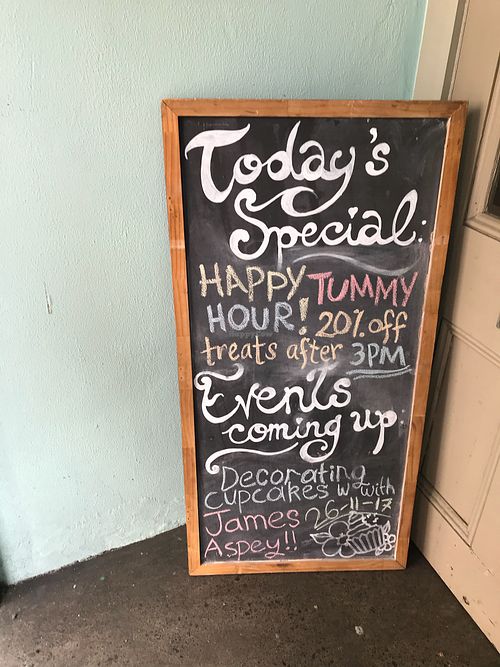 Today's
Special:
HAPPY TUMMY
HOUR! 20% off
treats after 3PM
Events
coming up
Decorating
cupcakes w with
James 26-11-17
Aspey!!